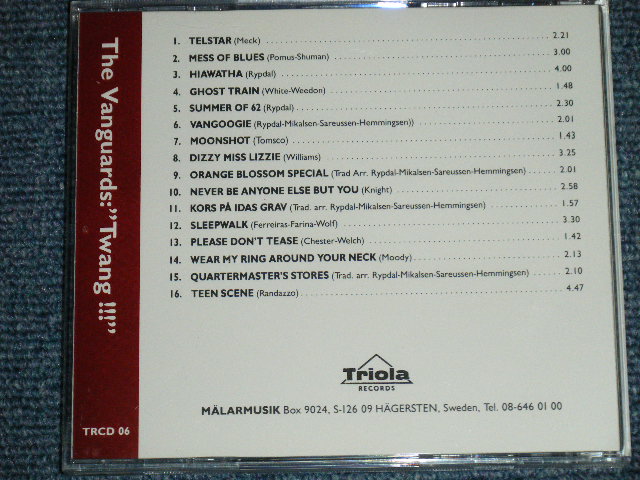 The Vanguards:"Twang !!!"
TRCD 06
1. TELSTAR (Meck) 2.21
2. MESS OF BLUES (Pomus-Shuman) 3.00
3. HIAWATHA (Rypdal) 4.00
4. GHOST TRAIN (White-Weedon) 1.48
5. SUMMER OF 62 (Rypdal) 2.30
6. VANGOOGIE (Rypdal-Mikalsen-Sareussen-Hemmingsen)) 2.01
7. MOONSHOT (Tomsco) 1.43
8. DIZZY MISS LIZZIE (Williams) 3.25
9. ORANGE BLOSSOM SPECIAL (Trad Arr. Rypdal-Mikalsen-Sareussen-Hemmingsen) 2.01
10. NEVER BE ANYONE ELSE BUT YOU (Knight) 2.58
11. KORS PÅ IDAS GRAV (Trad. arr. Rypdal-Mikalsen-Sareussen-Hemmingsen) 1.57
12. SLEEPWALK (Ferreiras-Farina-Wolf) 3.30
13. PLEASE DON'T TEASE (Chester-Welch) 1.42
14. WEAR MY RING AROUND YOUR NECK (Moody) 2.13
15. QUARTERMASTER'S STORES (Trad. arr. Rypdal-Mikalsen-Sareussen-Hemmingsen) 2.10
16. TEEN SCENE (Randazzo) 4.47
Triola
RECORDS
MÄLARMUSIK Box 9024, S-126 09 HÄGERSTEN, Sweden, Tel. 08-646 01 00